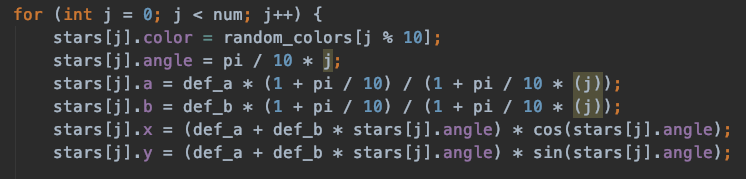 for (int j = 0; j < num; j++) {
    stars[j].color = random_colors[j % 10];
    stars[j].angle = pi / 10 * j;
    stars[j].a = def_a * (1 + pi / 10) / (1 + pi / 10 * (j));
    stars[j].b = def_b * (1 + pi / 10) / (1 + pi / 10 * (j));
    stars[j].x = (def_a + def_b * stars[j].angle) * cos(stars[j].angle);
    stars[j].y = (def_a + def_b * stars[j].angle) * sin(stars[j].angle);